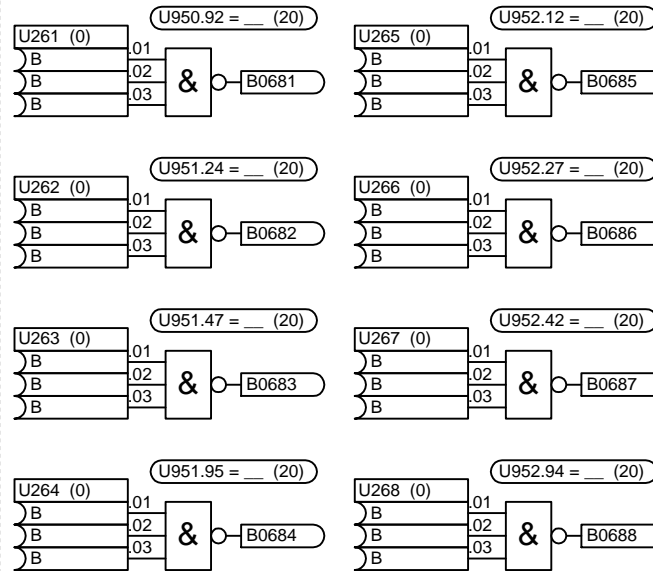 U950.92 = __ (20)
U261 (0)
B .01
B .02
B .03
&
B0681
U952.12 = __ (20)
U265 (0)
B .01
B .02
B .03
&
B0685
U951.24 = __ (20)
U262 (0)
B .01
B .02
B .03
&
B0682
U952.27 = __ (20)
U266 (0)
B .01
B .02
B .03
&
B0686
U951.47 = __ (20)
U263 (0)
B .01
B .02
B .03
&
B0683
U952.42 = __ (20)
U267 (0)
B .01
B .02
B .03
&
B0687
U951.95 = __ (20)
U264 (0)
B .01
B .02
B .03
&
B0684
U952.94 = __ (20)
U268 (0)
B .01
B .02
B .03
&
B0688